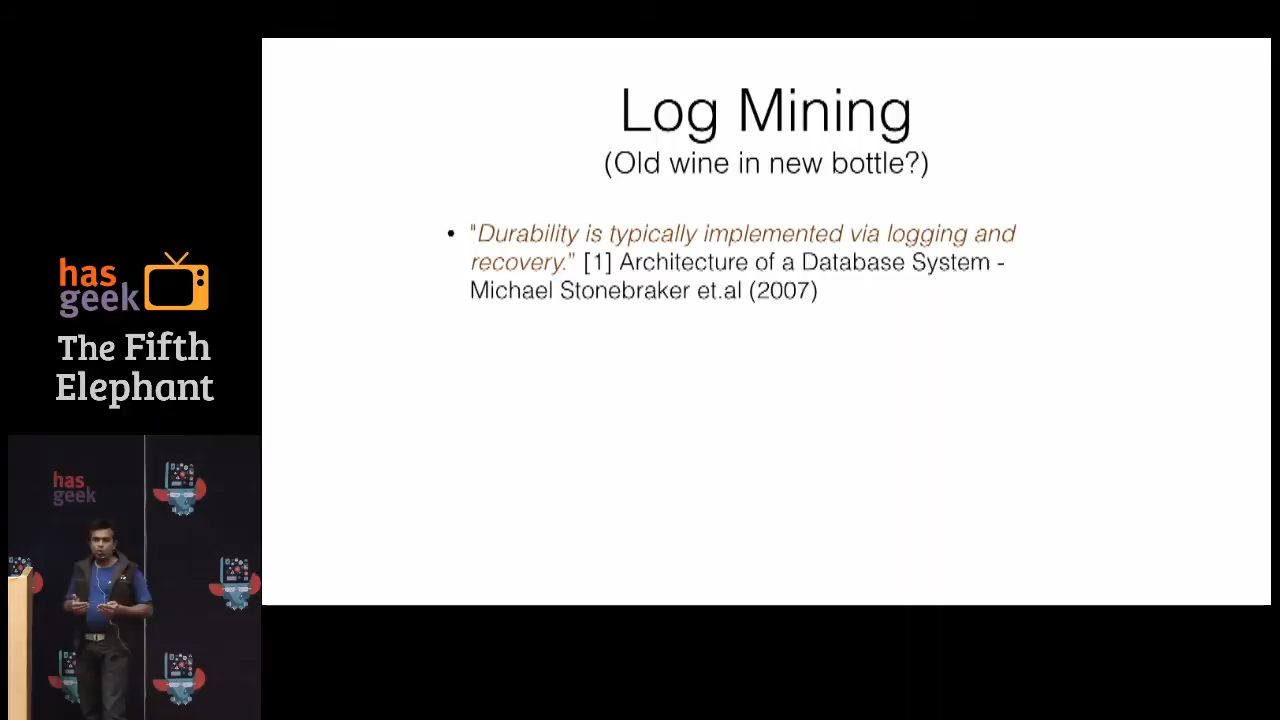 Log Mining
(Old wine in new bottle?)
• "Durability is typically implemented via logging and
recovery." [1] Architecture of a Database System -
Michael Stonebraker et.al (2007)
has
geek
The Fifth
Elephant
has
geek